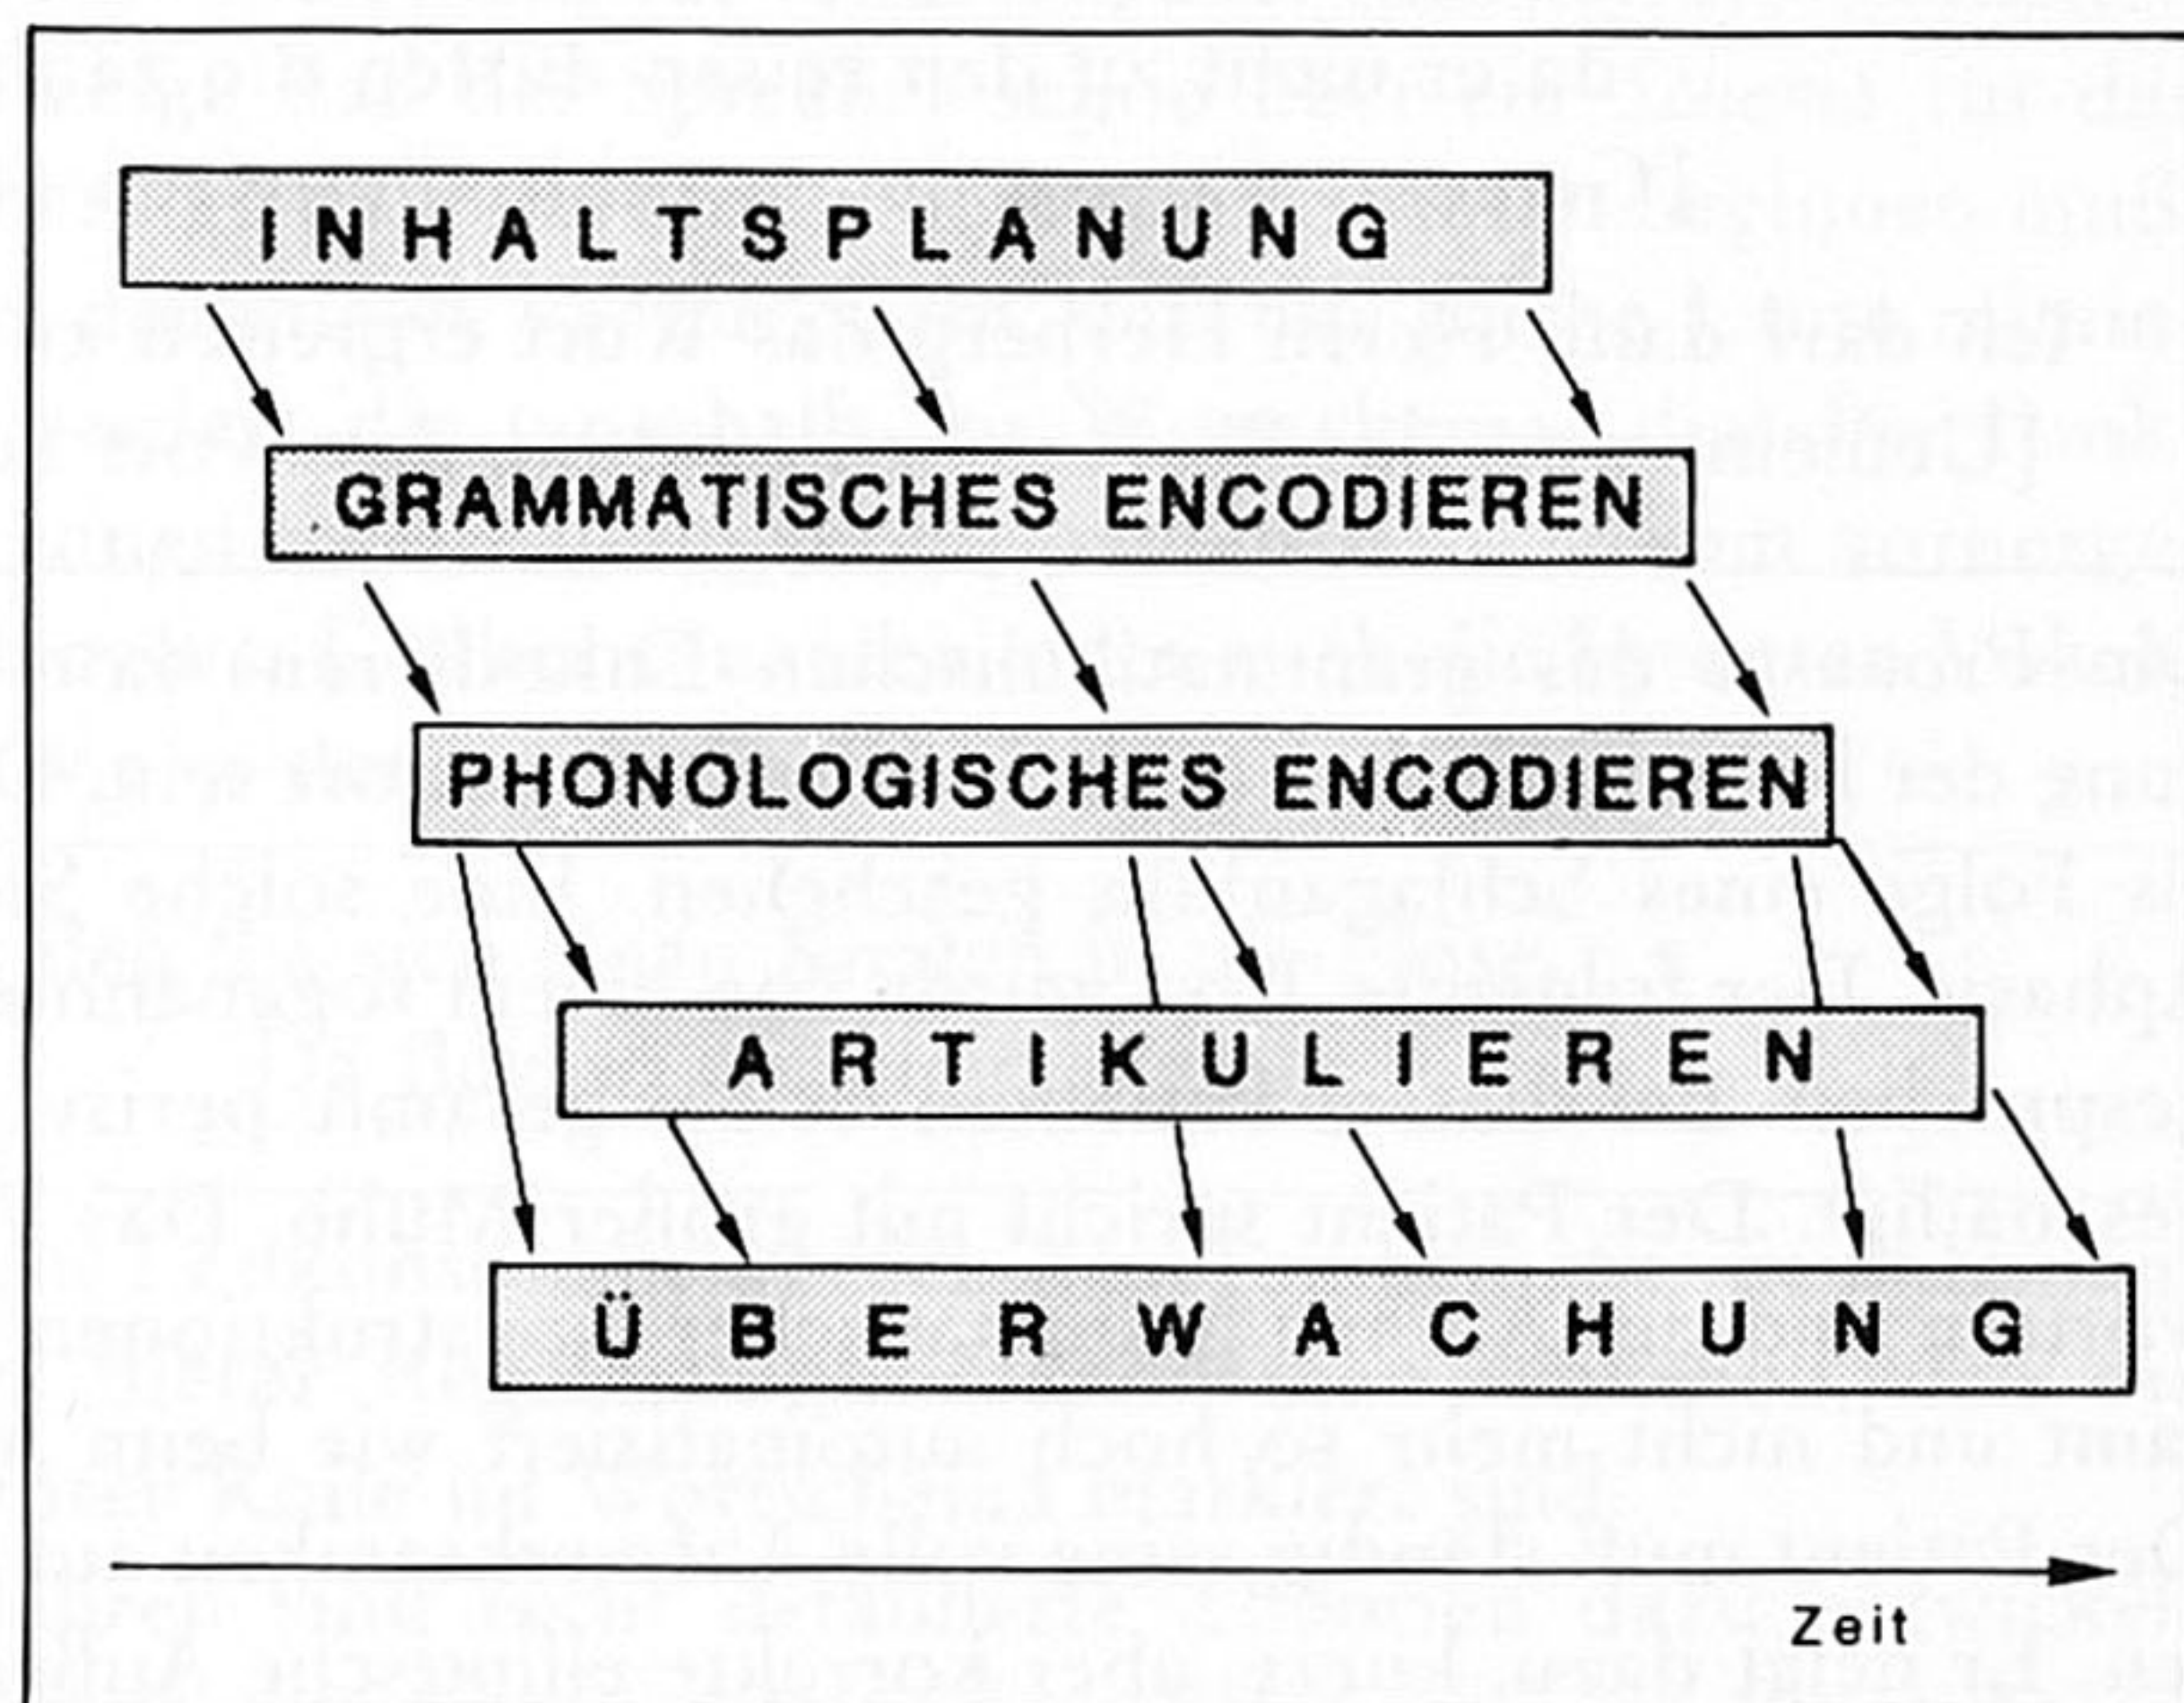 INHALTSPLANUNG
GRAMMATISCHES ENCODIEREN
PHONOLOGISCHES ENCODIEREN
ARTIKULIEREN
ÜBERWACHUNG
Zeit